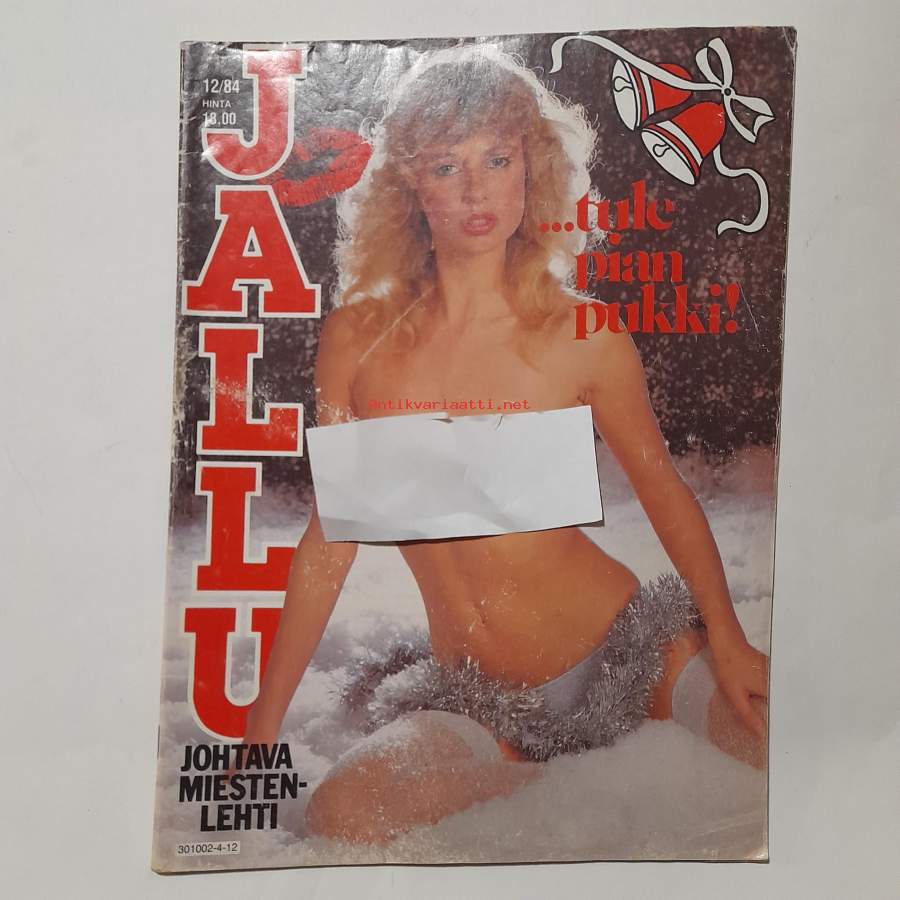 JALLU
12/84
HINTA
18,00
...tule
pian
pukki!
Antikvariaatti.net
JOHTAVA
MIESTEN-
LEHTI
301002-4-12